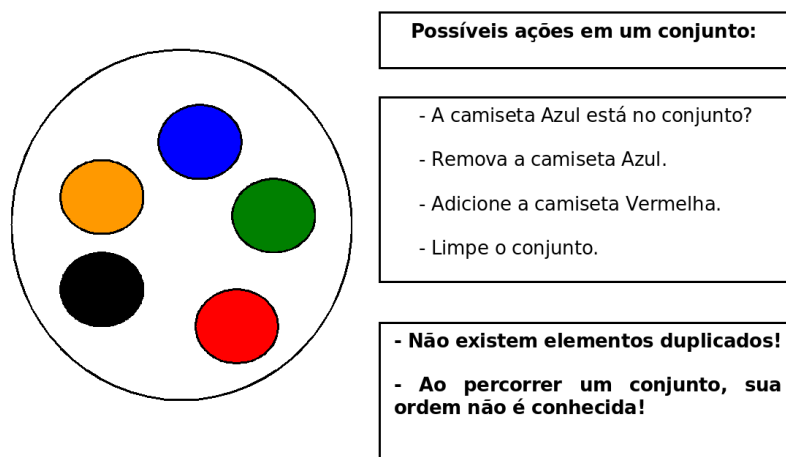 Possíveis ações em um conjunto:
- A camiseta Azul está no conjunto?
- Remova a camiseta Azul.
- Adicione a camiseta Vermelha.
- Limpe o conjunto.
- Não existem elementos duplicados!
- Ao percorrer um conjunto, sua
ordem não é conhecida!